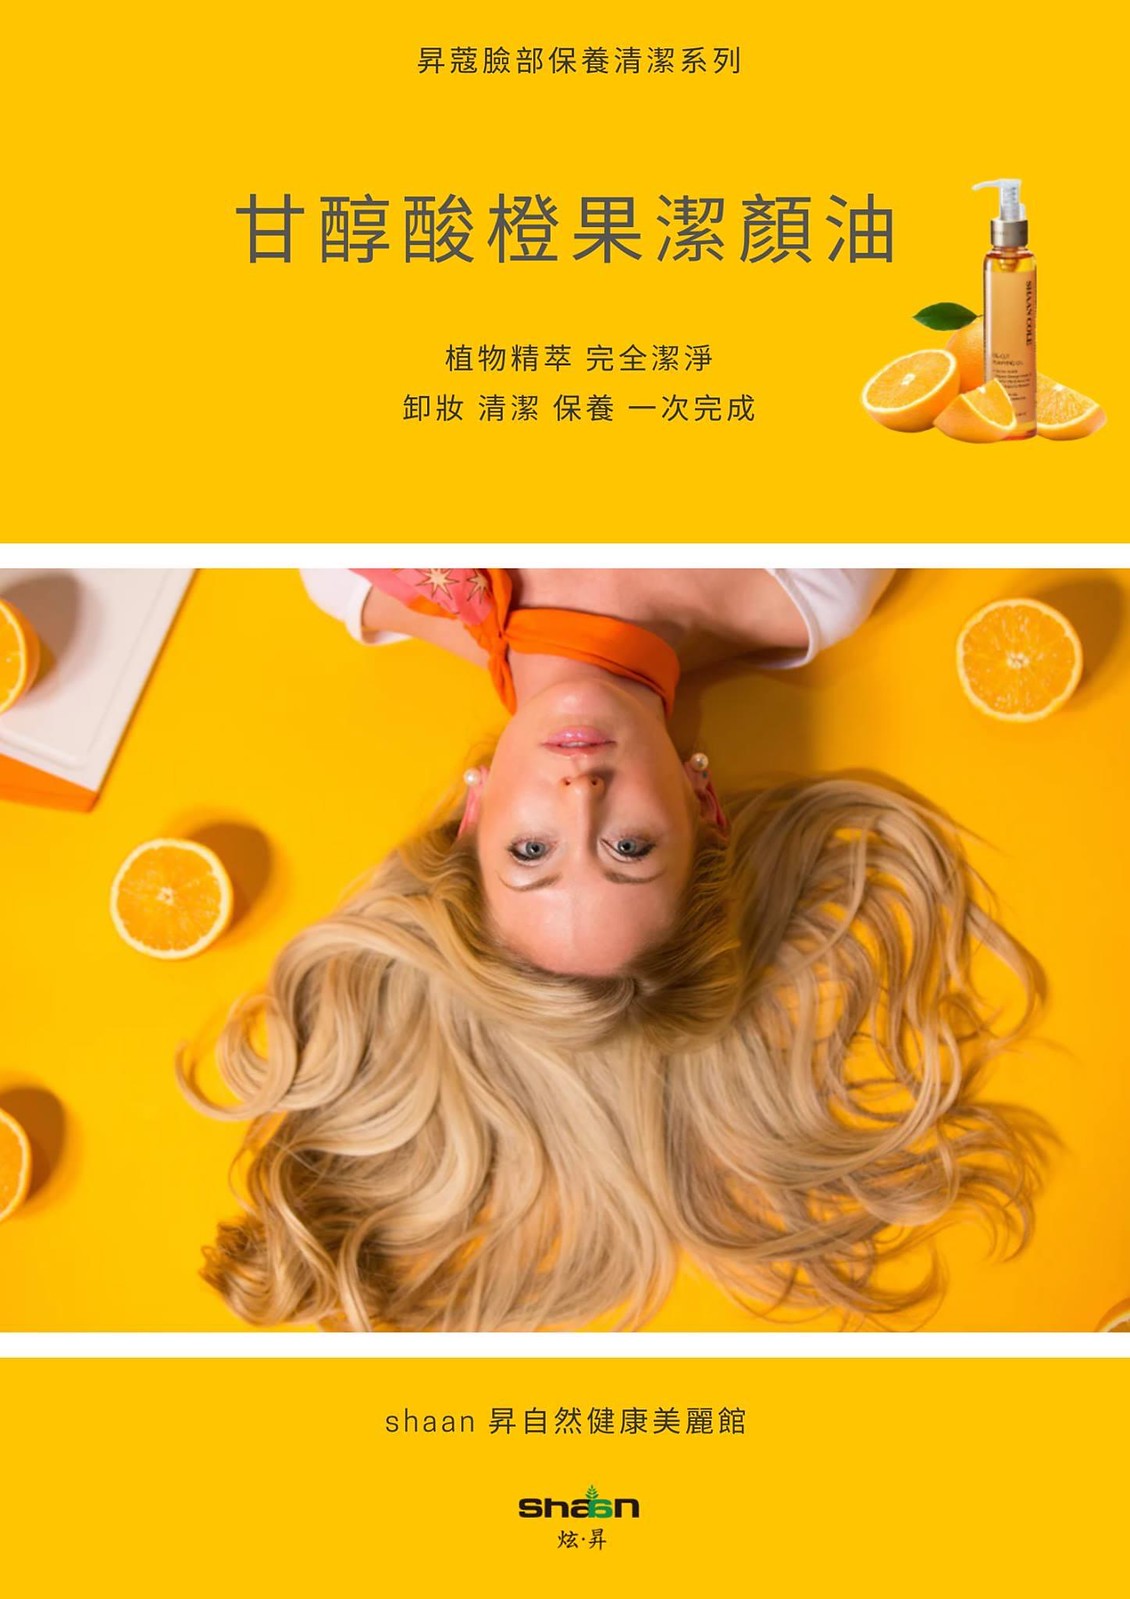 昇蔻臉部保養清潔系列
甘醇酸橙果潔顏油
植物精萃 完全潔淨
卸妝 清潔 保養 一次完成
SHAAN COLE
shaan 昇自然健康美麗館
shaan
炫·昇